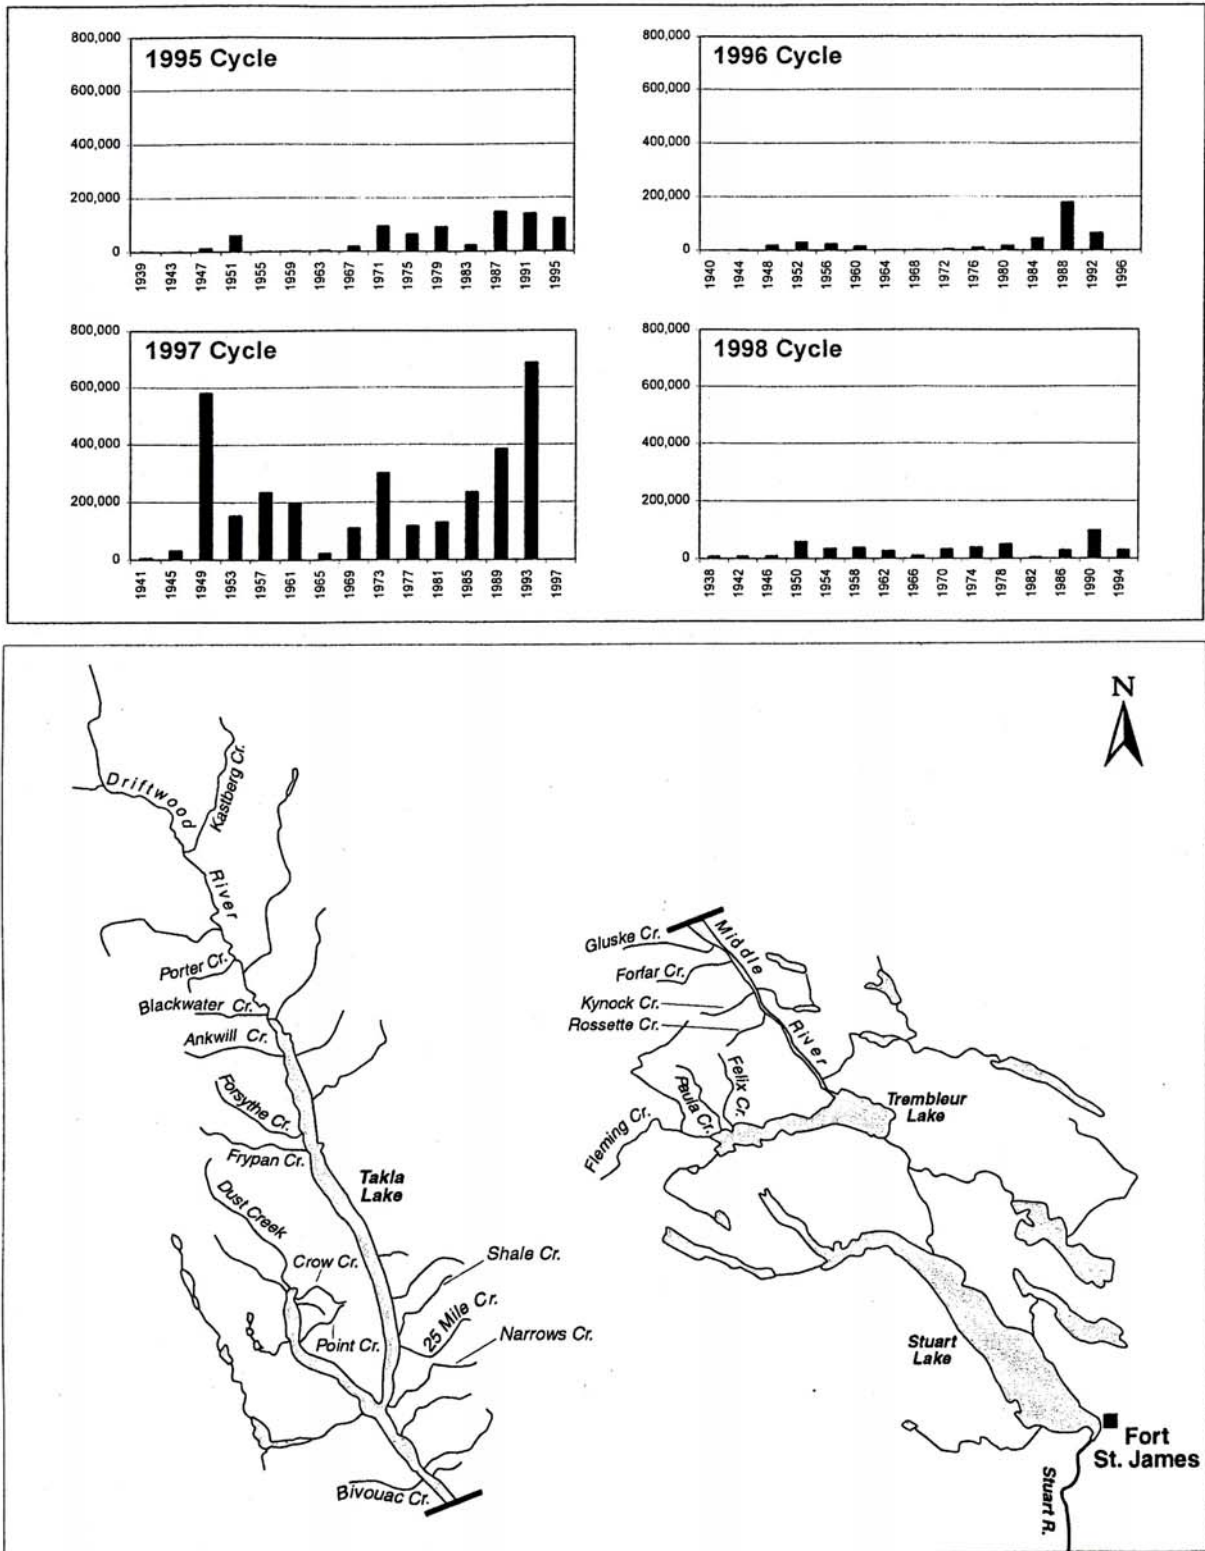 1995 Cycle
800,000
600,000
400,000
200,000
0
1939
1943
1947
1951
1955
1959
1963
1967
1971
1975
1979
1983
1987
1991
1995
1996 Cycle
800,000
600,000
400,000
200,000
0
1940
1944
1948
1952
1956
1960
1964
1968
1972
1976
1980
1984
1988
1992
1996
1997 Cycle
800,000
600,000
400,000
200,000
0
1941
1945
1949
1953
1957
1961
1965
1969
1973
1977
1981
1985
1989
1993
1997
1998 Cycle
800,000
600,000
400,000
200,000
0
1938
1942
1946
1950
1954
1958
1962
1966
1970
1974
1978
1982
1986
1990
1994
N
Driftwood
River
Kastberg Cr.
Porter Cr.
Blackwater Cr.
Ankwill Cr.
Forsythe Cr.
Frypan Cr.
Dust Creek
Takla
Lake
Crow Cr.
Point Cr.
Shale Cr.
25 Mile Cr.
Narrows Cr.
Bivouac Cr.
Middle
River
Gluske Cr.
Forfar Cr.
Kynock Cr.
Rossette Cr.
Felix Cr.
Paula Cr.
Fleming Cr.
Trembleur
Lake
Stuart
Lake
Fort
St. James
Stuart R.